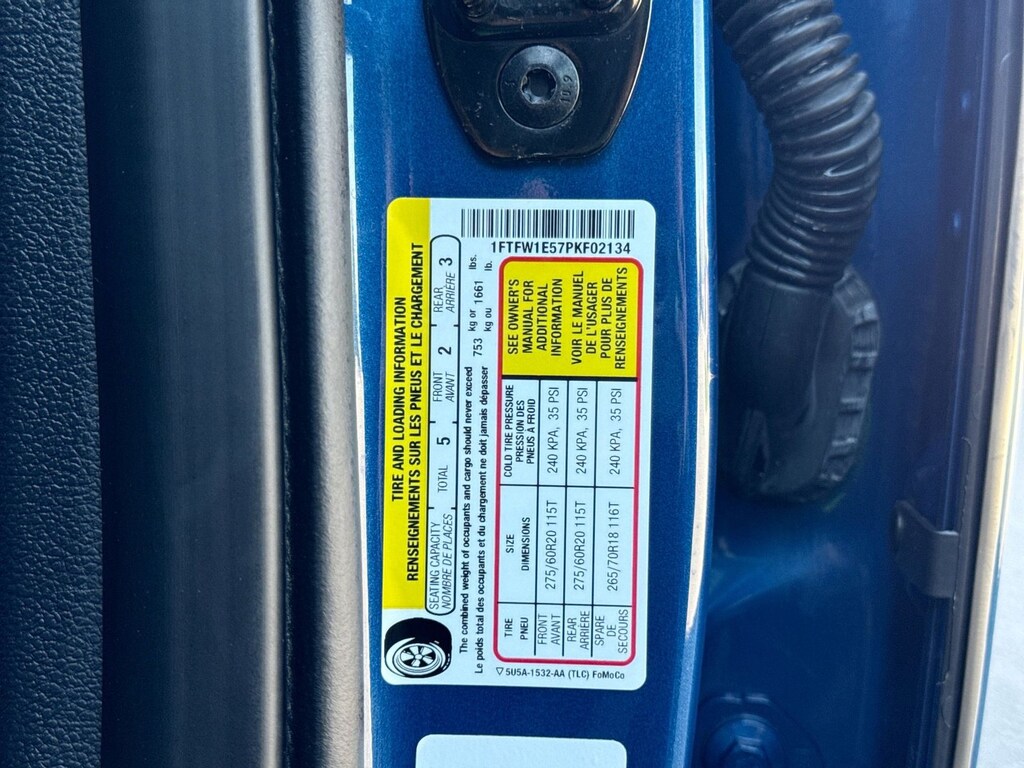 1FTFW1E57PKF02134
TIRE AND LOADING INFORMATION
RENSEIGNEMENTS SUR LES PNEUS ET LE CHARGEMENT
SEATING CAPACITY TOTAL 5 FRONT 2 REAR 3
NOMBRE DE PLACES AVANT ARRIÈRE
The combined weight of occupants and cargo should never exceed 753 kg or 1661 lbs.
Le poids total des occupants et du chargement ne doit jamais dépasser kg ou lb.
TIRE SIZE COLD TIRE PRESSURE
PNEU DIMENSIONS PRESSION DES
PNEUS À FROID
FRONT 275/60R20 115T 240 KPA, 35 PSI
AVANT
REAR 275/60R20 115T 240 KPA, 35 PSI
ARRIÈRE
SPARE 265/70R18 116T 240 KPA, 35 PSI
DE
SECOURS
SEE OWNER'S
MANUAL FOR
ADDITIONAL
INFORMATION
VOIR LE MANUEL
DE L'USAGER
POUR PLUS DE
RENSEIGNEMENTS
5U5A-1532-AA (TLC) FoMoCo